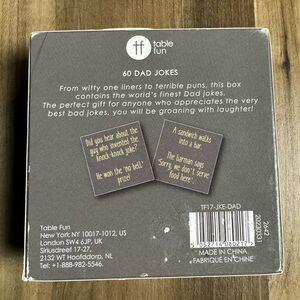 tf
table
fun
60 DAD JOKES
From witty one liners to terrible puns, this box
contains the world's finest Dad jokes.
The perfect gift for anyone who appreciates the very
best bad jokes, you will be groaning with laughter!
Did you hear about the
guy who invented the
knock-knock joke?
He won the 'no bell'
prize!
A sandwich walks
into a bar.
The barman says
'Sorry, we don't serve
food here'.
Table Fun
New York NY 10017-1012, US
London SW4 6JP, UK
Siriusdreef 17-27,
2132 WT Hoofddorp, NL
Tel: +1-888-982-5546.
TF17-JKE-DAD
2642
20230331
MADE IN CHINA
FABRIQUÉ EN CHINE